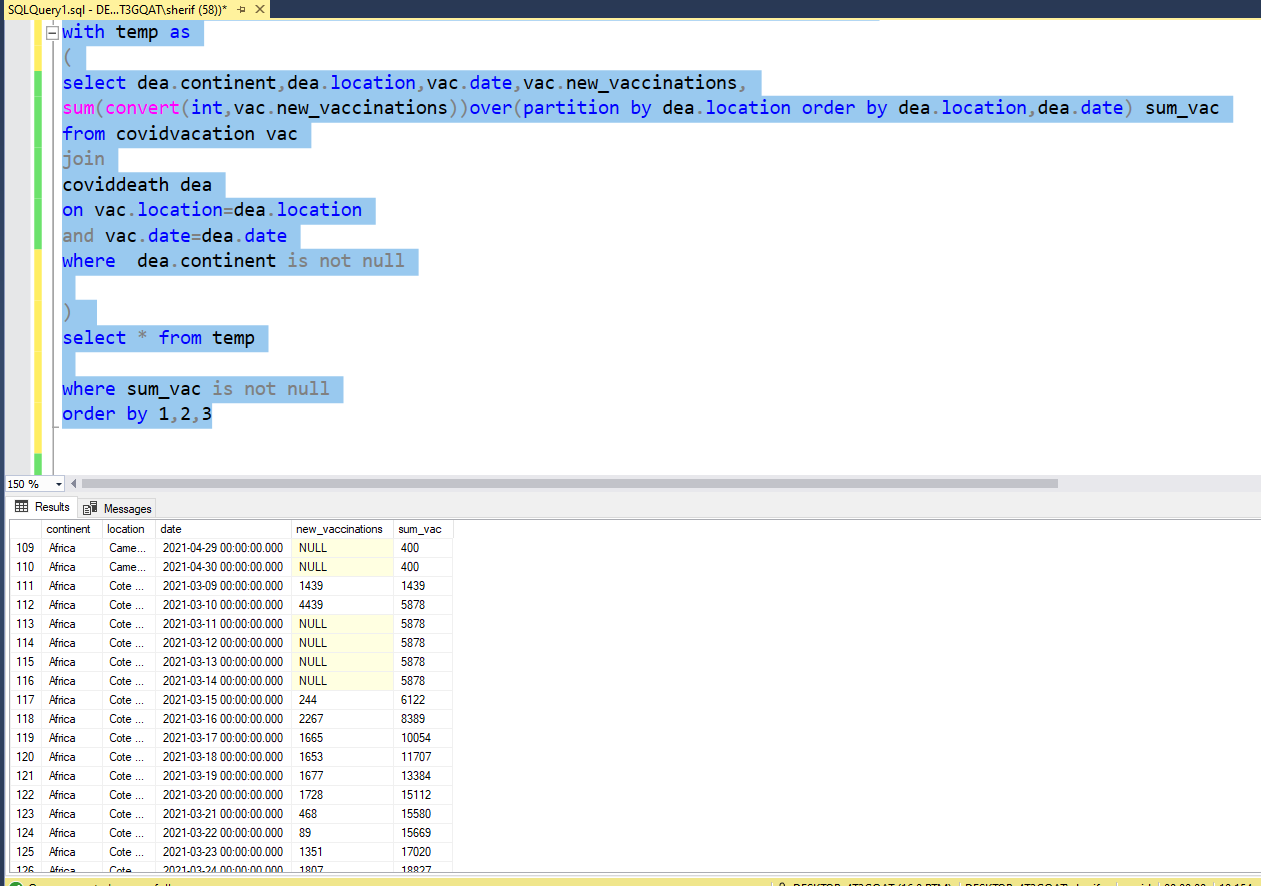 SQLQuery1.sql - DE...T3GQAT\sherif (58))*
with temp as
(
select dea.continent,dea.location,vac.date,vac.new_vaccinations,
sum(convert(int,vac.new_vaccinations))over(partition by dea.location order by dea.location,dea.date) sum_vac
from covidvacation vac
join
coviddeath dea
on vac.location=dea.location
and vac.date=dea.date
where  dea.continent is not null
)
select * from temp
where sum_vac is not null
order by 1,2,3
150 %
Results Messages
continent location date new_vaccinations sum_vac
109 Africa Came... 2021-04-29 00:00:00.000 NULL 400
110 Africa Came... 2021-04-30 00:00:00.000 NULL 400
111 Africa Cote ... 2021-03-09 00:00:00.000 1439 1439
112 Africa Cote ... 2021-03-10 00:00:00.000 4439 5878
113 Africa Cote ... 2021-03-11 00:00:00.000 NULL 5878
114 Africa Cote ... 2021-03-12 00:00:00.000 NULL 5878
115 Africa Cote ... 2021-03-13 00:00:00.000 NULL 5878
116 Africa Cote ... 2021-03-14 00:00:00.000 NULL 5878
117 Africa Cote ... 2021-03-15 00:00:00.000 244 6122
118 Africa Cote ... 2021-03-16 00:00:00.000 2267 8389
119 Africa Cote ... 2021-03-17 00:00:00.000 1665 10054
120 Africa Cote ... 2021-03-18 00:00:00.000 1653 11707
121 Africa Cote ... 2021-03-19 00:00:00.000 1677 13384
122 Africa Cote ... 2021-03-20 00:00:00.000 1728 15112
123 Africa Cote ... 2021-03-21 00:00:00.000 468 15580
124 Africa Cote ... 2021-03-22 00:00:00.000 89 15669
125 Africa Cote ... 2021-03-23 00:00:00.000 1351 17020
126 Africa Cote ... 2021-03-24 00:00:00.000 1807 18827